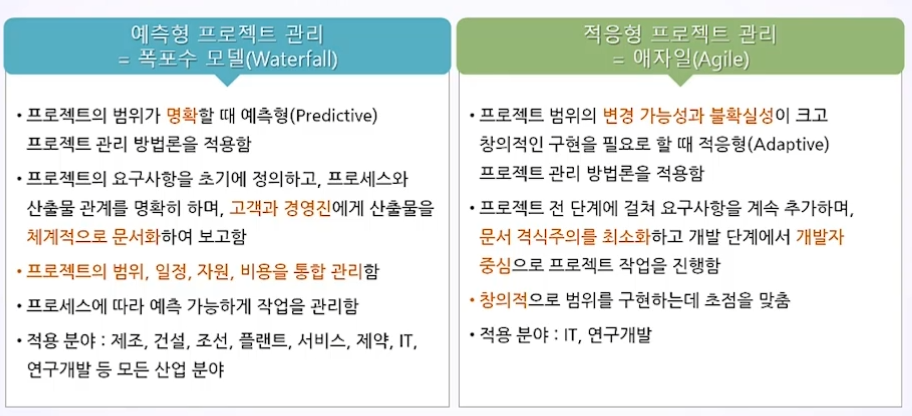 예측형 프로젝트 관리
= 폭포수 모델(Waterfall)
• 프로젝트의 범위가 명확할 때 예측형(Predictive)
프로젝트 관리 방법론을 적용함
• 프로젝트의 요구사항을 초기에 정의하고, 프로세스와
산출물 관계를 명확히 하며, 고객과 경영진에게 산출물을
체계적으로 문서화하여 보고함
• 프로젝트의 범위, 일정, 자원, 비용을 통합 관리함
• 프로세스에 따라 예측 가능하게 작업을 관리함
• 적용 분야 : 제조, 건설, 조선, 플랜트, 서비스, 제약, IT,
연구개발 등 모든 산업 분야
적응형 프로젝트 관리
= 애자일(Agile)
• 프로젝트 범위의 변경 가능성과 불확실성이 크고
창의적인 구현을 필요로 할 때 적응형(Adaptive)
프로젝트 관리 방법론을 적용함
• 프로젝트 전 단계에 걸쳐 요구사항을 계속 추가하며,
문서 격식주의를 최소화하고 개발 단계에서 개발자
중심으로 프로젝트 작업을 진행함
• 창의적으로 범위를 구현하는데 초점을 맞춤
• 적용 분야 : IT, 연구개발